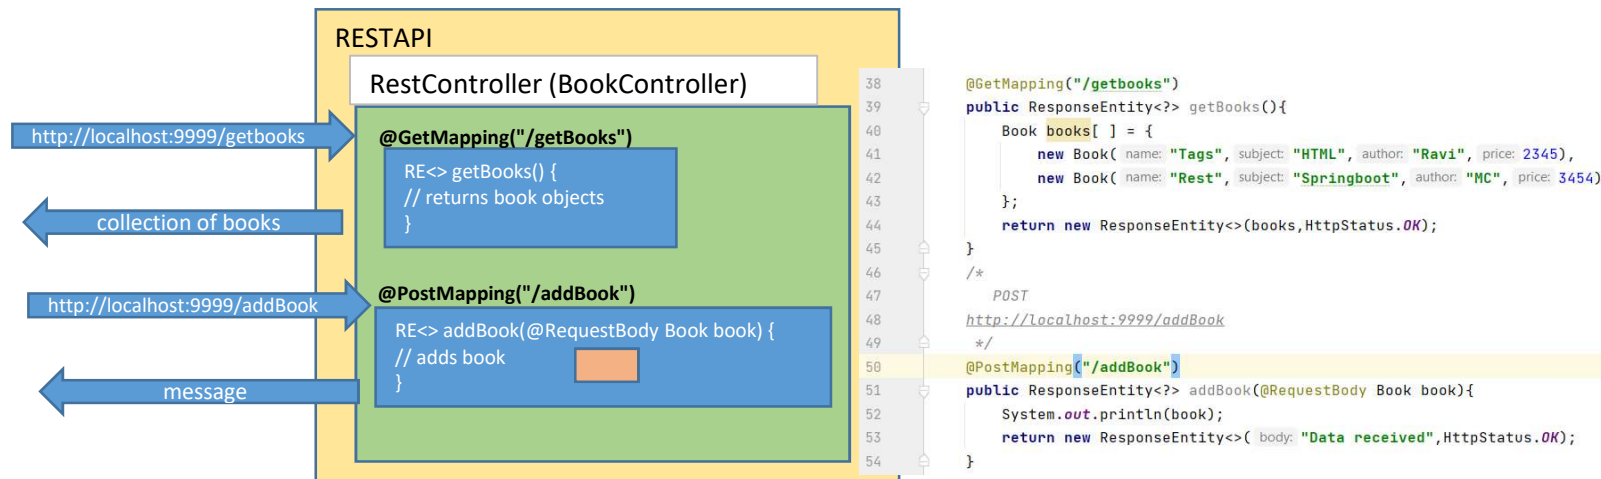 RESTAPI
RestController (BookController)
http://localhost:9999/getbooks
@GetMapping("/getBooks")
RE<> getBooks() {
// returns book objects
}
collection of books
http://localhost:9999/addBook
@PostMapping("/addBook")
RE<> addBook(@RequestBody Book book) {
// adds book
}
message
38 @GetMapping("/getbooks")
39 public ResponseEntity<?> getBooks(){
40 Book books[ ] = {
41 new Book( name: "Tags", subject: "HTML", author: "Ravi", price: 2345),
42 new Book( name: "Rest", subject: "Springboot", author: "MC", price: 3454)
43 };
44 return new ResponseEntity<>(books,HttpStatus.OK);
45 }
46 /*
47 POST
48 http://localhost:9999/addBook
49 */
50 @PostMapping("/addBook")
51 public ResponseEntity<?> addBook(@RequestBody Book book){
52 System.out.println(book);
53 return new ResponseEntity<>( body: "Data received",HttpStatus.OK);
54 }